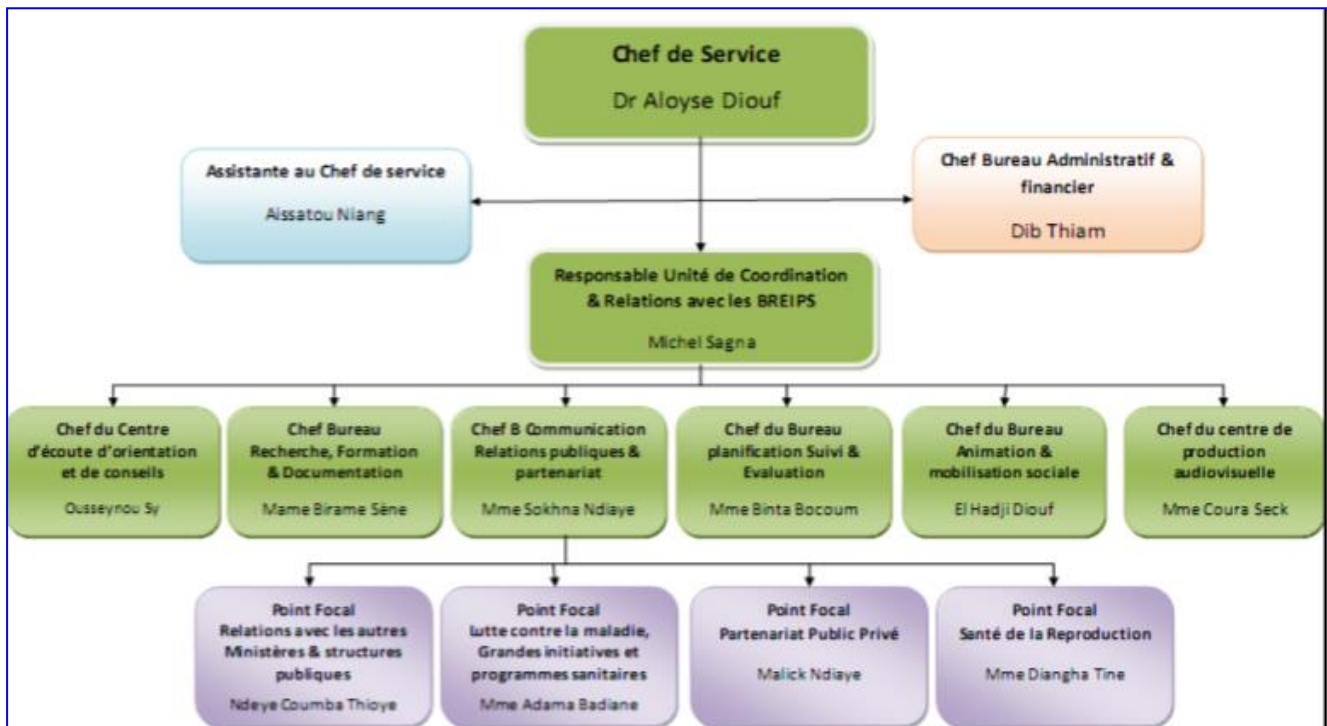 Chef de Service
Dr Aloyse Diouf
Assistante au Chef de service
Aissatou Niang
Chef Bureau Administratif &
financier
Dib Thiam
Responsable Unité de Coordination
& Relations avec les BREIPS
Michel Sagna
Chef du Centre
d'écoute d'orientation
et de conseils
Ousseynou Sy
Chef Bureau
Recherche, Formation
& Documentation
Mame Birame Sène
Chef B Communication
Relations publiques &
partenariat
Mme Sokhna Ndiaye
Chef du Bureau
planification Suivi &
Evaluation
Mme Binta Bocoum
Chef du Bureau
Animation &
mobilisation sociale
El Hadji Diouf
Chef du centre de
production
audiovisuelle
Mme Coura Seck
Point Focal
Relations avec les autres
Ministères & structures
publiques
Ndeye Coumba Thioye
Point Focal
Lutte contre la maladie,
Grandes initiatives et
programmes sanitaires
Mme Adama Badiane
Point Focal
Partenariat Public Privé
Malick Ndiaye
Point Focal
Santé de la Reproduction
Mme Diangha Tine